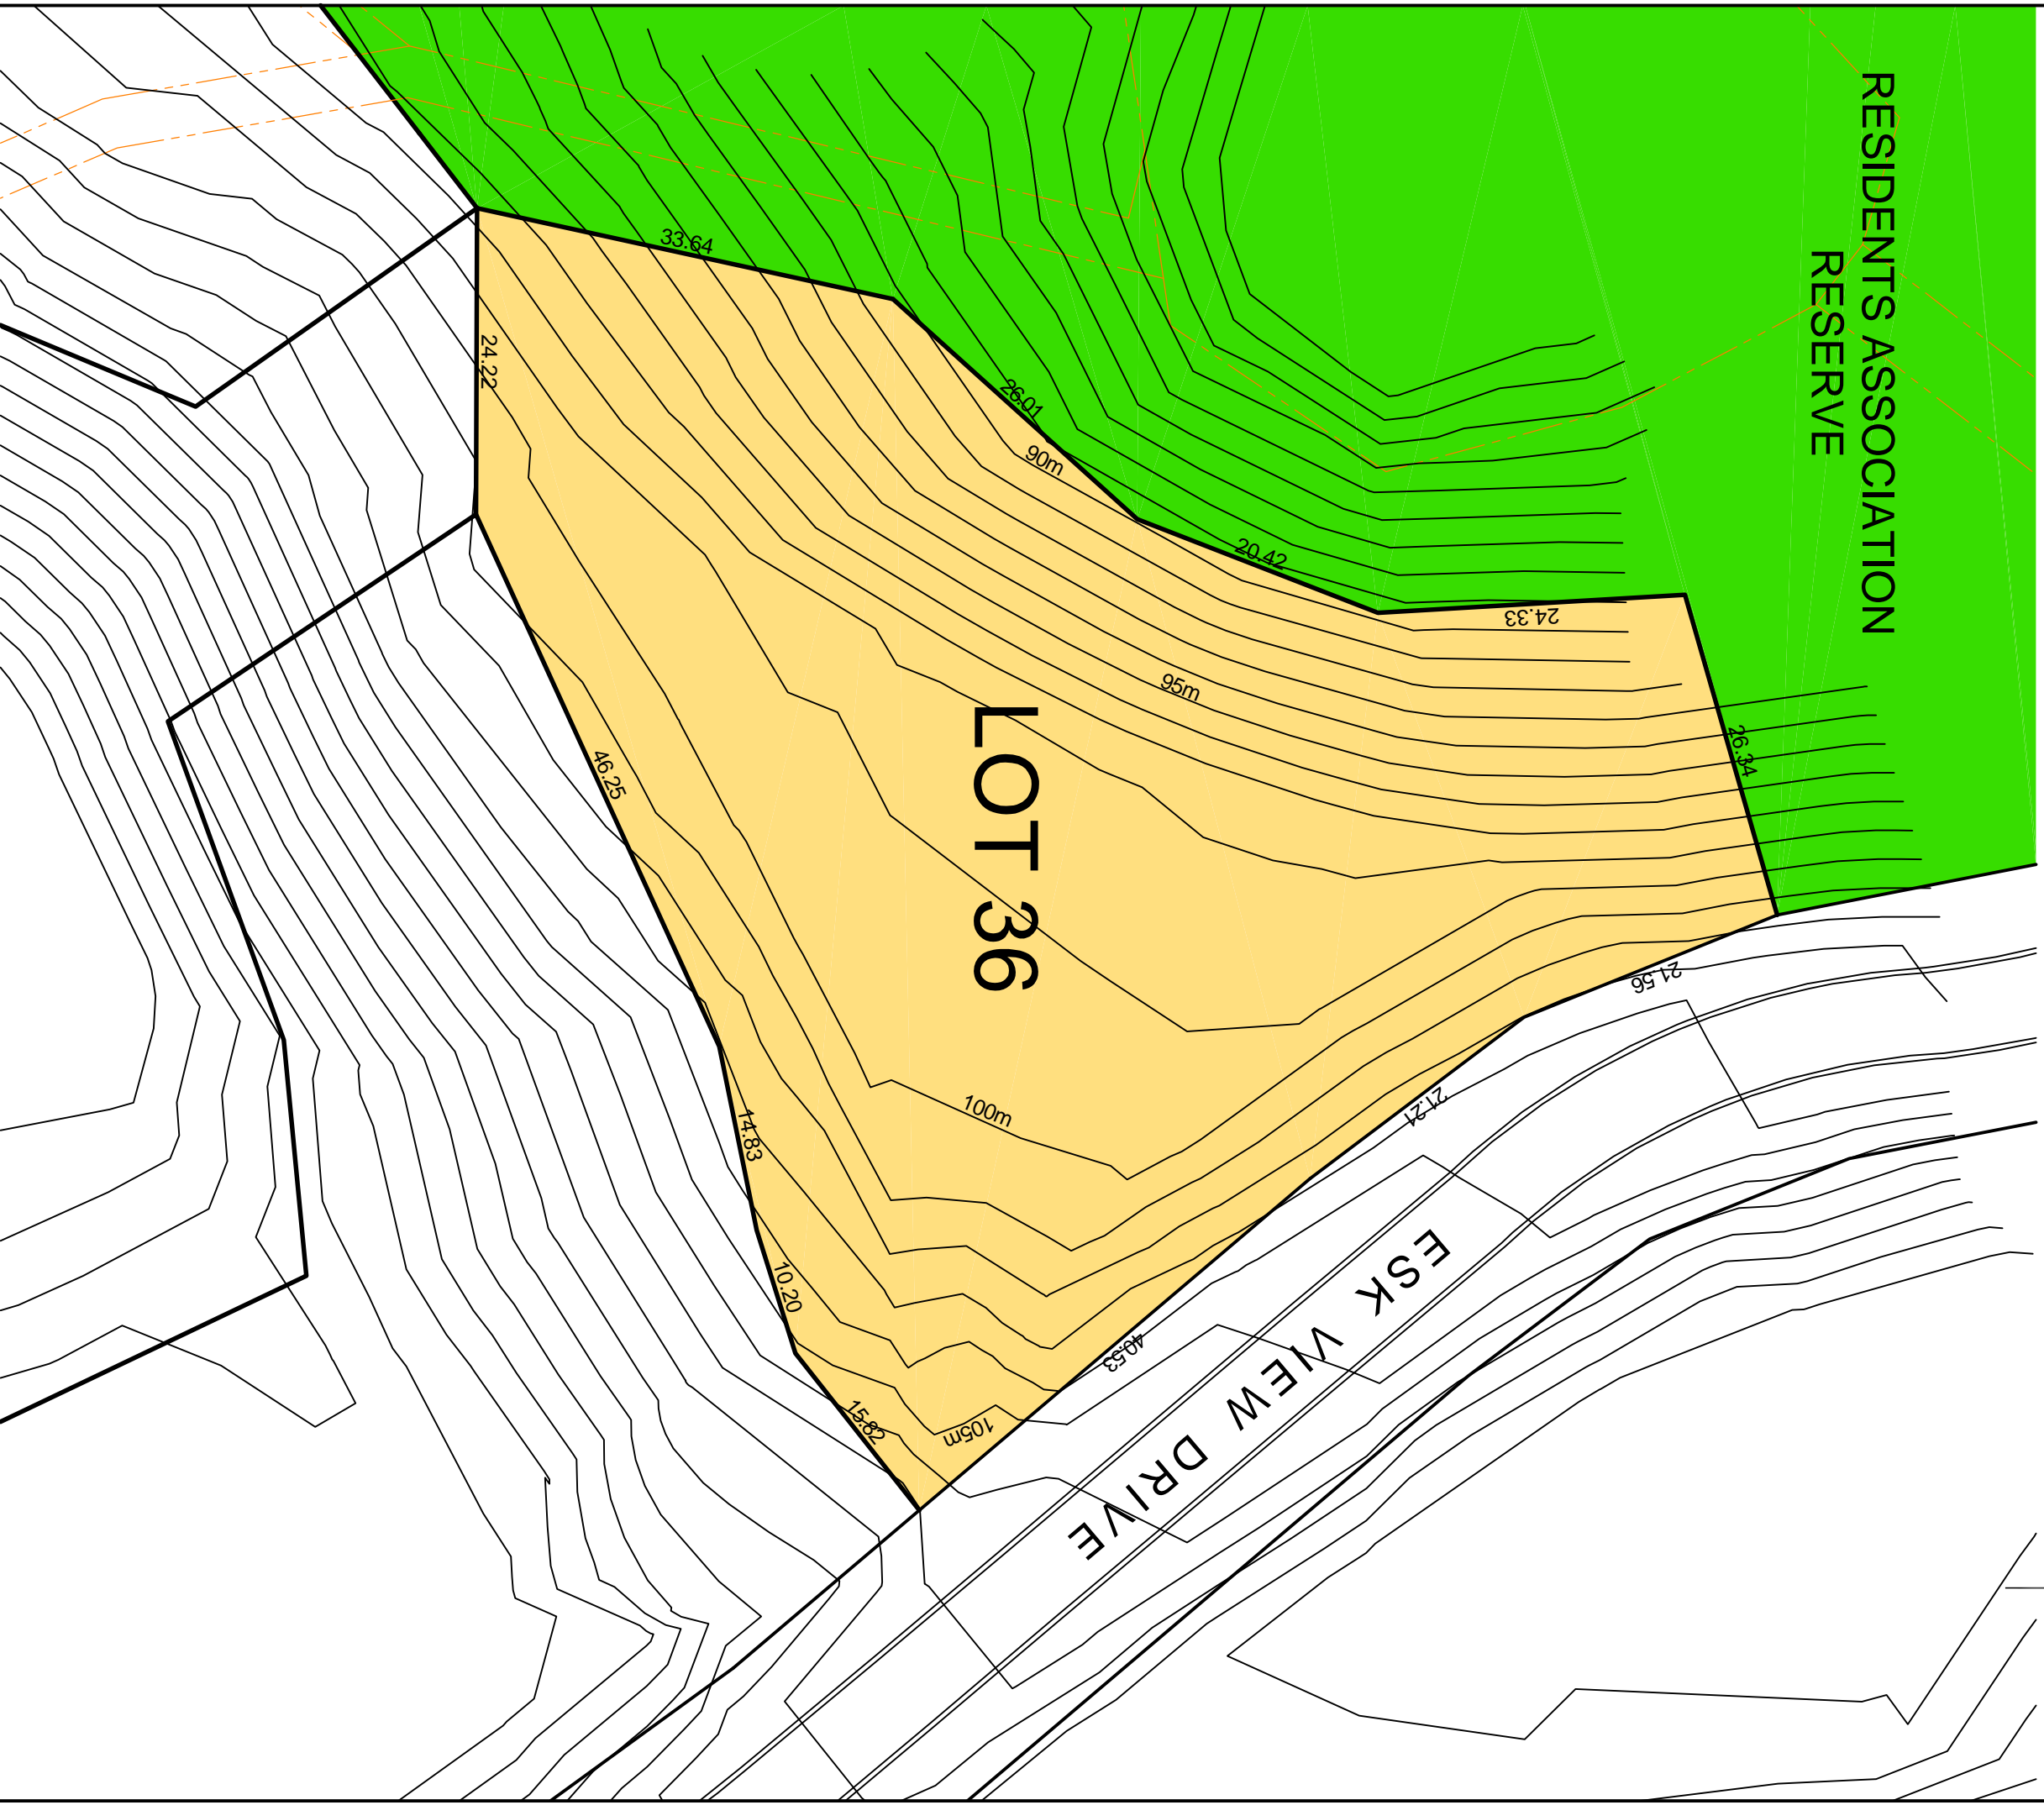 RESIDENTS ASSOCIATION
RESERVE
33.64
24.22
26.01
90m
20.42
24.33
95m
26.34
LOT 36
46.25
21.56
100m
21.21
14.83
10.20
40.53
15.82
105m
ESK VIEW DRIVE